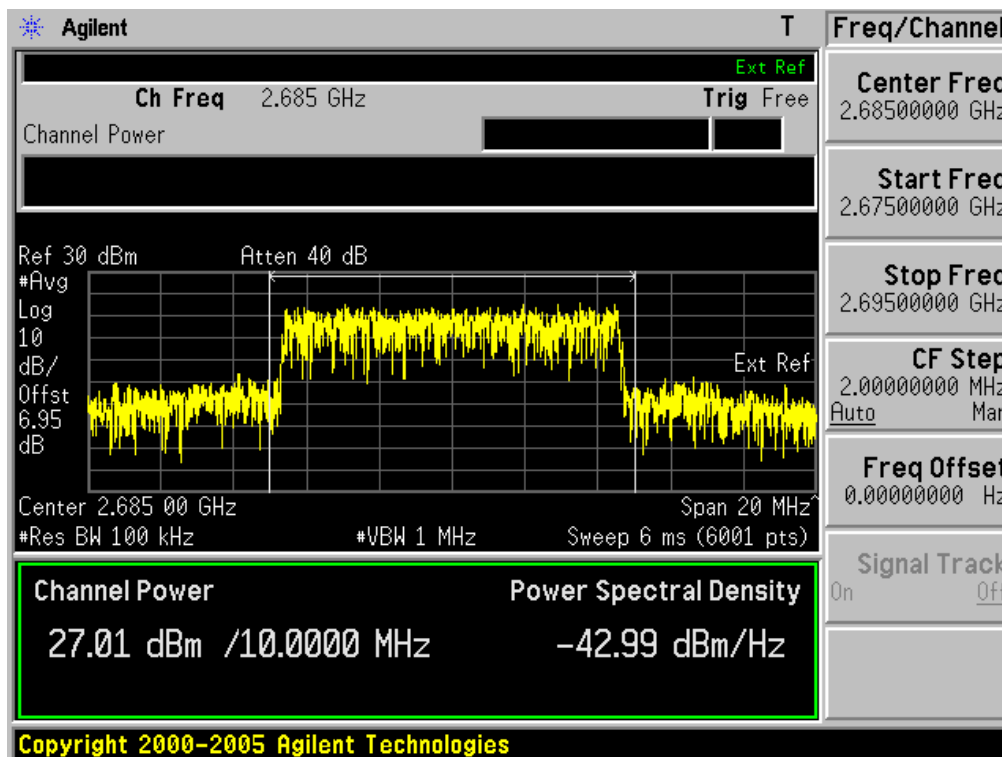 Agilent T
Ext Ref
Ch Freq 2.685 GHz Trig Free
Channel Power
Ref 30 dBm Atten 40 dB
#Avg
Log
10
dB/
Offst
6.95
dB
Ext Ref
Center 2.685 00 GHz Span 20 MHz^
#Res BW 100 kHz #VBW 1 MHz Sweep 6 ms (6001 pts)
Channel Power Power Spectral Density
27.01 dBm /10.0000 MHz -42.99 dBm/Hz
Copyright 2000-2005 Agilent Technologies
Freq/Channel
Center Freq
2.68500000 GHz
Start Freq
2.67500000 GHz
Stop Freq
2.69500000 GHz
CF Step
2.00000000 MHz
Auto Man
Freq Offset
0.00000000 Hz
Signal Track
On Off